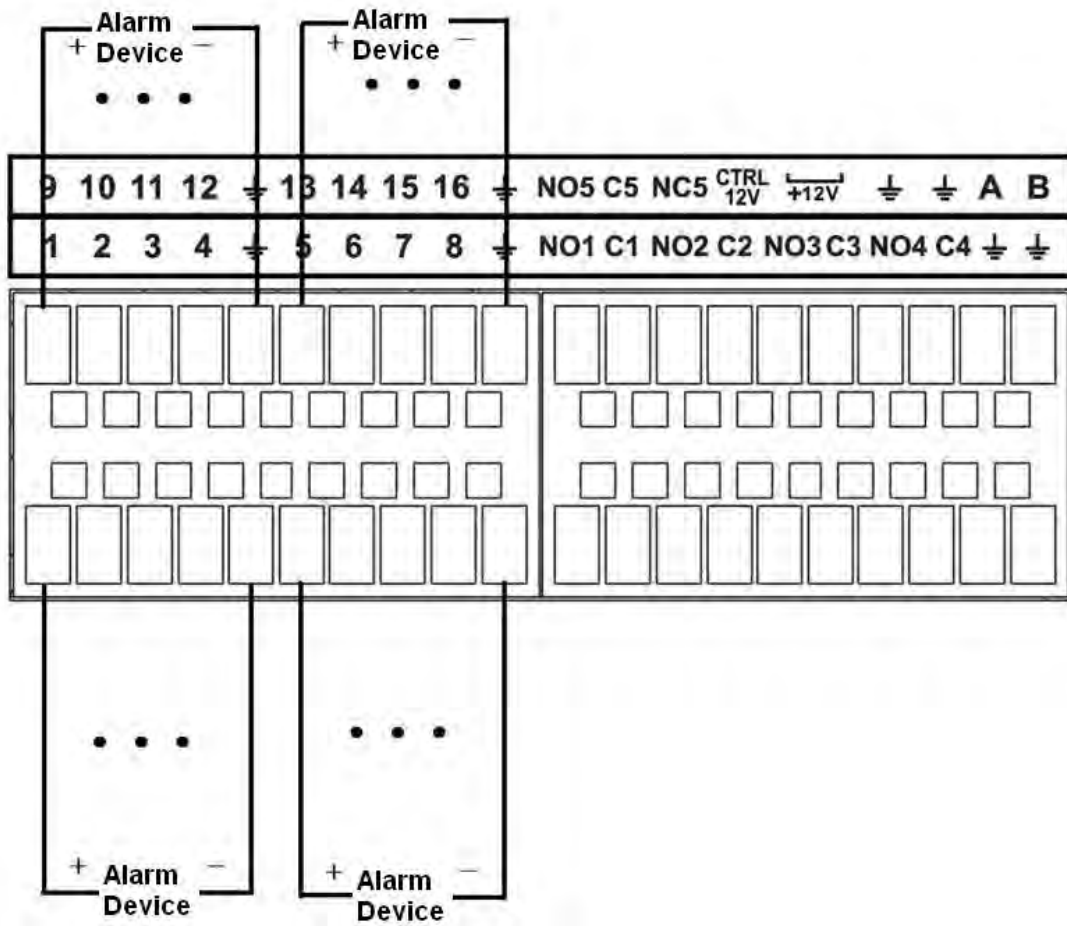 Alarm
+ Device −
Alarm
+ Device −
9 10 11 12 ⏚ 13 14 15 16 ⏚ NO5 C5 NC5 CTRL 12V +12V ⏚ ⏚ A B
1 2 3 4 ⏚ 5 6 7 8 ⏚ NO1 C1 NO2 C2 NO3 C3 NO4 C4 ⏚ ⏚
+ Alarm −
Device
+ Alarm −
Device